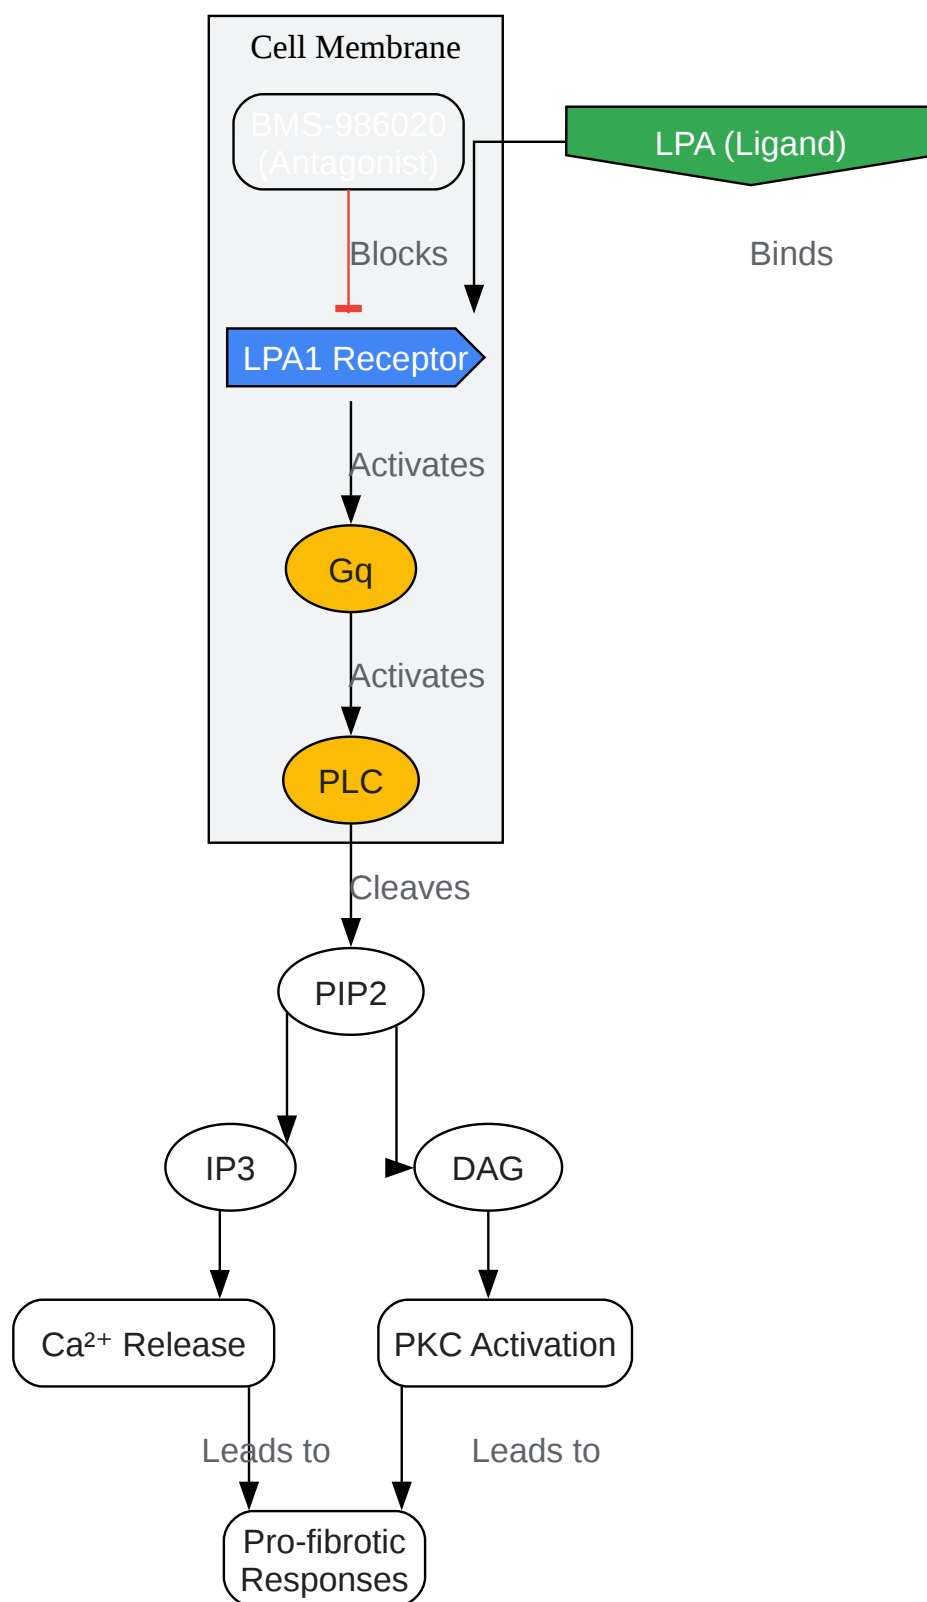 Cell Membrane
BMS-986020
(Antagonist)
LPA (Ligand)
Blocks
Binds
LPA1 Receptor
Activates
Gq
Activates
PLC
Cleaves
PIP2
IP3
DAG
Ca²⁺ Release
PKC Activation
Leads to
Leads to
Pro-fibrotic
Responses